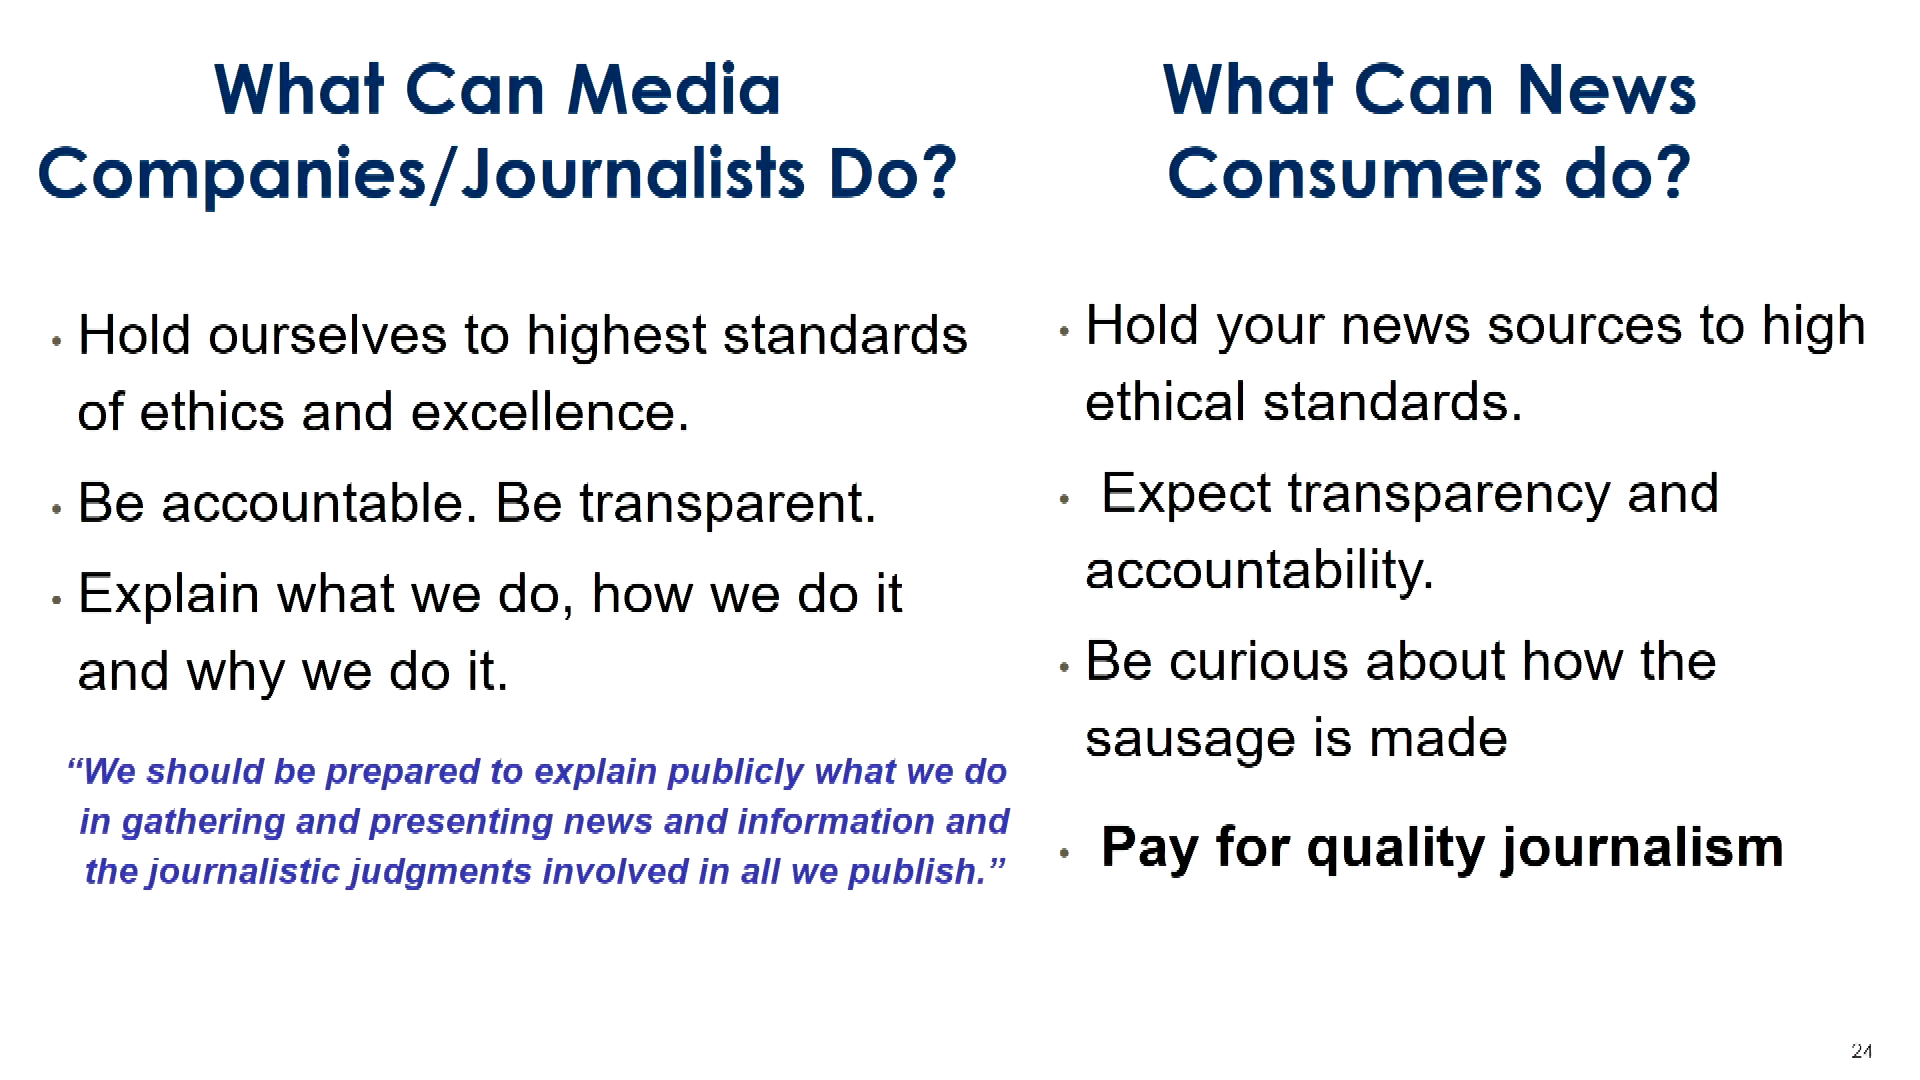 What Can Media
Companies/Journalists Do?
• Hold ourselves to highest standards
of ethics and excellence.
• Be accountable. Be transparent.
• Explain what we do, how we do it
and why we do it.
“We should be prepared to explain publicly what we do
in gathering and presenting news and information and
the journalistic judgments involved in all we publish.”
What Can News
Consumers do?
• Hold your news sources to high
ethical standards.
• Expect transparency and
accountability.
• Be curious about how the
sausage is made
• Pay for quality journalism
24